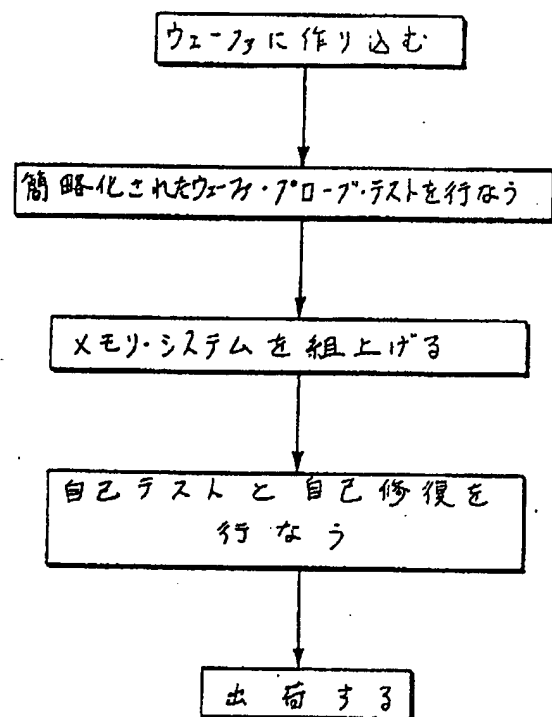 ウェーファに作り込む
簡略化されたウェーファ・プローブ・テストを行なう
メモリ・システムを組上げる
自己テストと自己修復を
行なう
出荷する